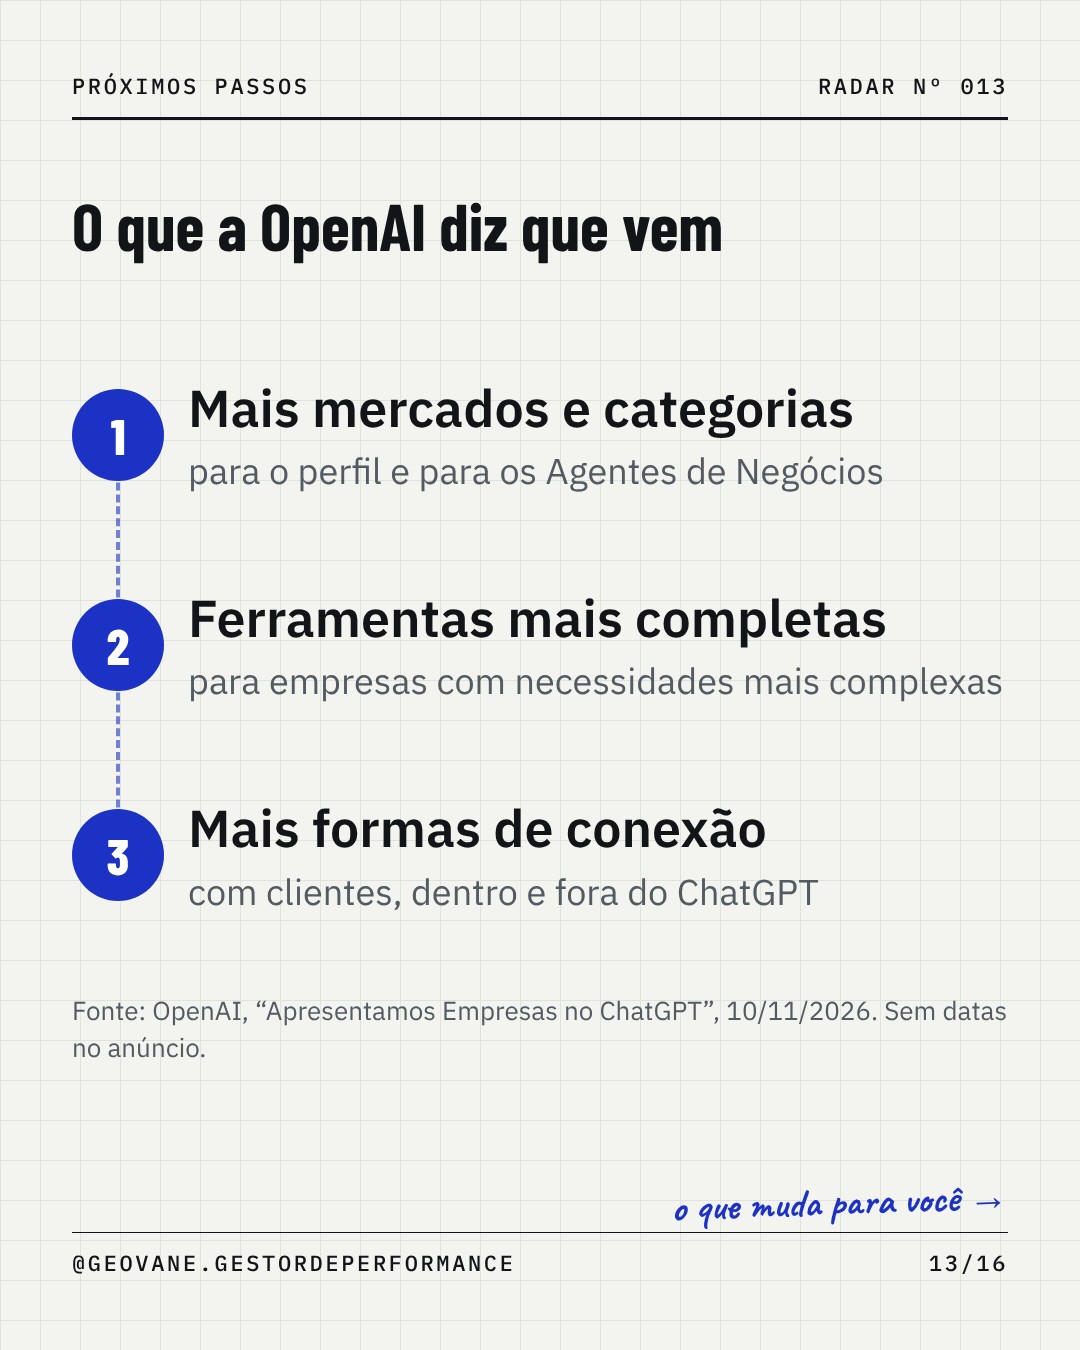 PRÓXIMOS PASSOS
RADAR Nº 013
O que a OpenAI diz que vem
1
Mais mercados e categorias
para o perfil e para os Agentes de Negócios
2
Ferramentas mais completas
para empresas com necessidades mais complexas
3
Mais formas de conexão
com clientes, dentro e fora do ChatGPT
Fonte: OpenAI, “Apresentamos Empresas no ChatGPT”, 10/11/2026. Sem datas
no anúncio.
o que muda para você →
@GEOVANE.GESTORDEPERFORMANCE
13/16